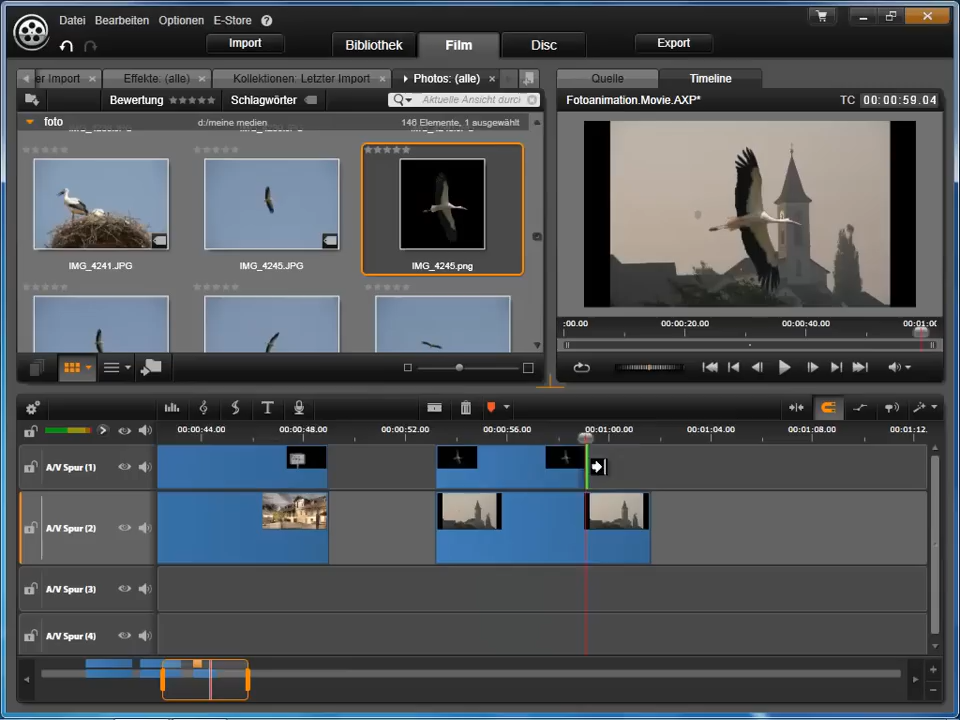 Datei Bearbeiten Optionen E-Store ?
Import
Bibliothek Film Disc
Export
er Import × Effekte: (alle) × Kollektionen: Letzter Import × Photos: (alle) ×
Quelle Timeline
Bewertung Schlagwörter Aktuelle Ansicht durch
Fotoanimation.Movie.AXP* TC 00:00:59.04
foto d:/meine medien 146 Elemente, 1 ausgewählt
IMG_4241.JPG IMG_4245.JPG IMG_4245.png
:00.00 00:00:20.00 00:00:40.00 00:01:00
00:00:44.00 00:00:48.00 00:00:52.00 00:00:56.00 00:01:00.00 00:01:04.00 00:01:08.00 00:01:12.
A/V Spur (1)
A/V Spur (2)
A/V Spur (3)
A/V Spur (4)